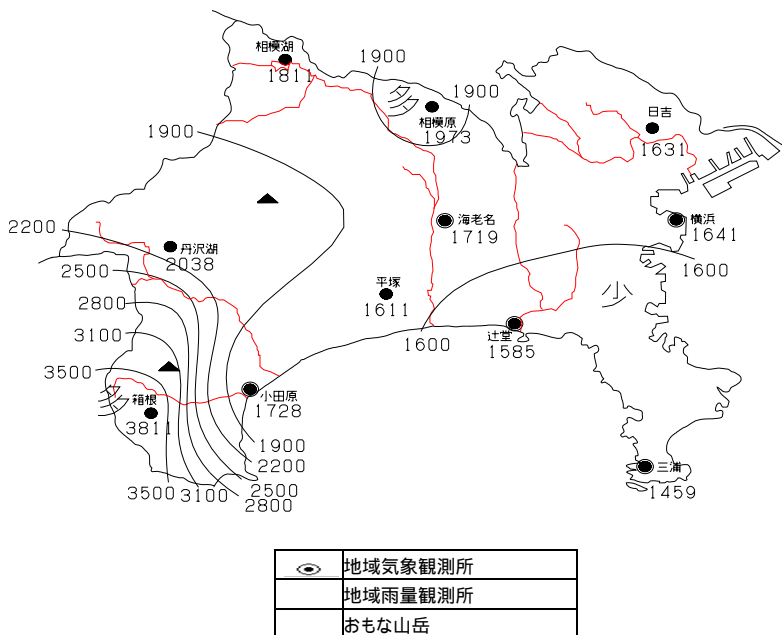 相模湖
1811
1900
多
1900
相模原
1973
日吉
1631
1900
2200
丹沢湖
2038
海老名
1719
横浜
1641
2500
平塚
1611
1600
少
2800
3100
辻堂
1585
1600
3500
多
箱根
3811
小田原
1728
1900
2200
2500
2800
3500
3100
三浦
1459
地域気象観測所
地域雨量観測所
おもな山岳